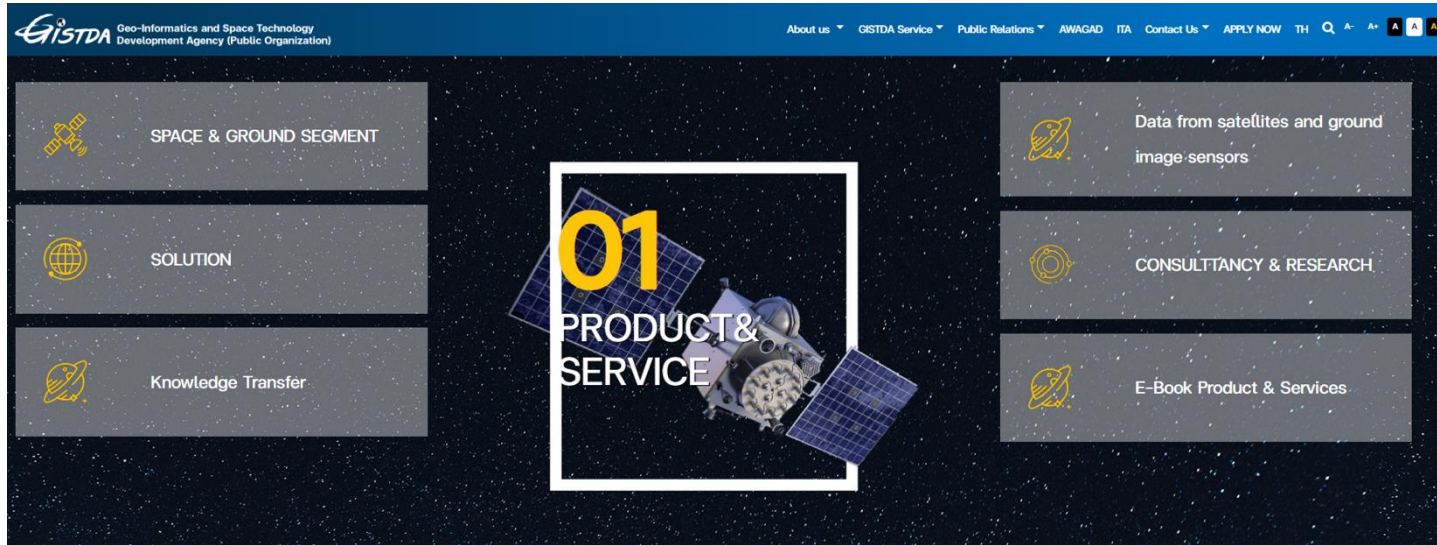 GISTDA
Geo-Informatics and Space Technology
Development Agency (Public Organization)
About us GISTDA Service Public Relations AWAGAD ITA Contact Us APPLY NOW TH A- A+ A A A
SPACE & GROUND SEGMENT
SOLUTION
Knowledge Transfer
01
PRODUCT&
SERVICE
Data from satellites and ground
image sensors
CONSULTTANCY & RESEARCH
E-Book Product & Services